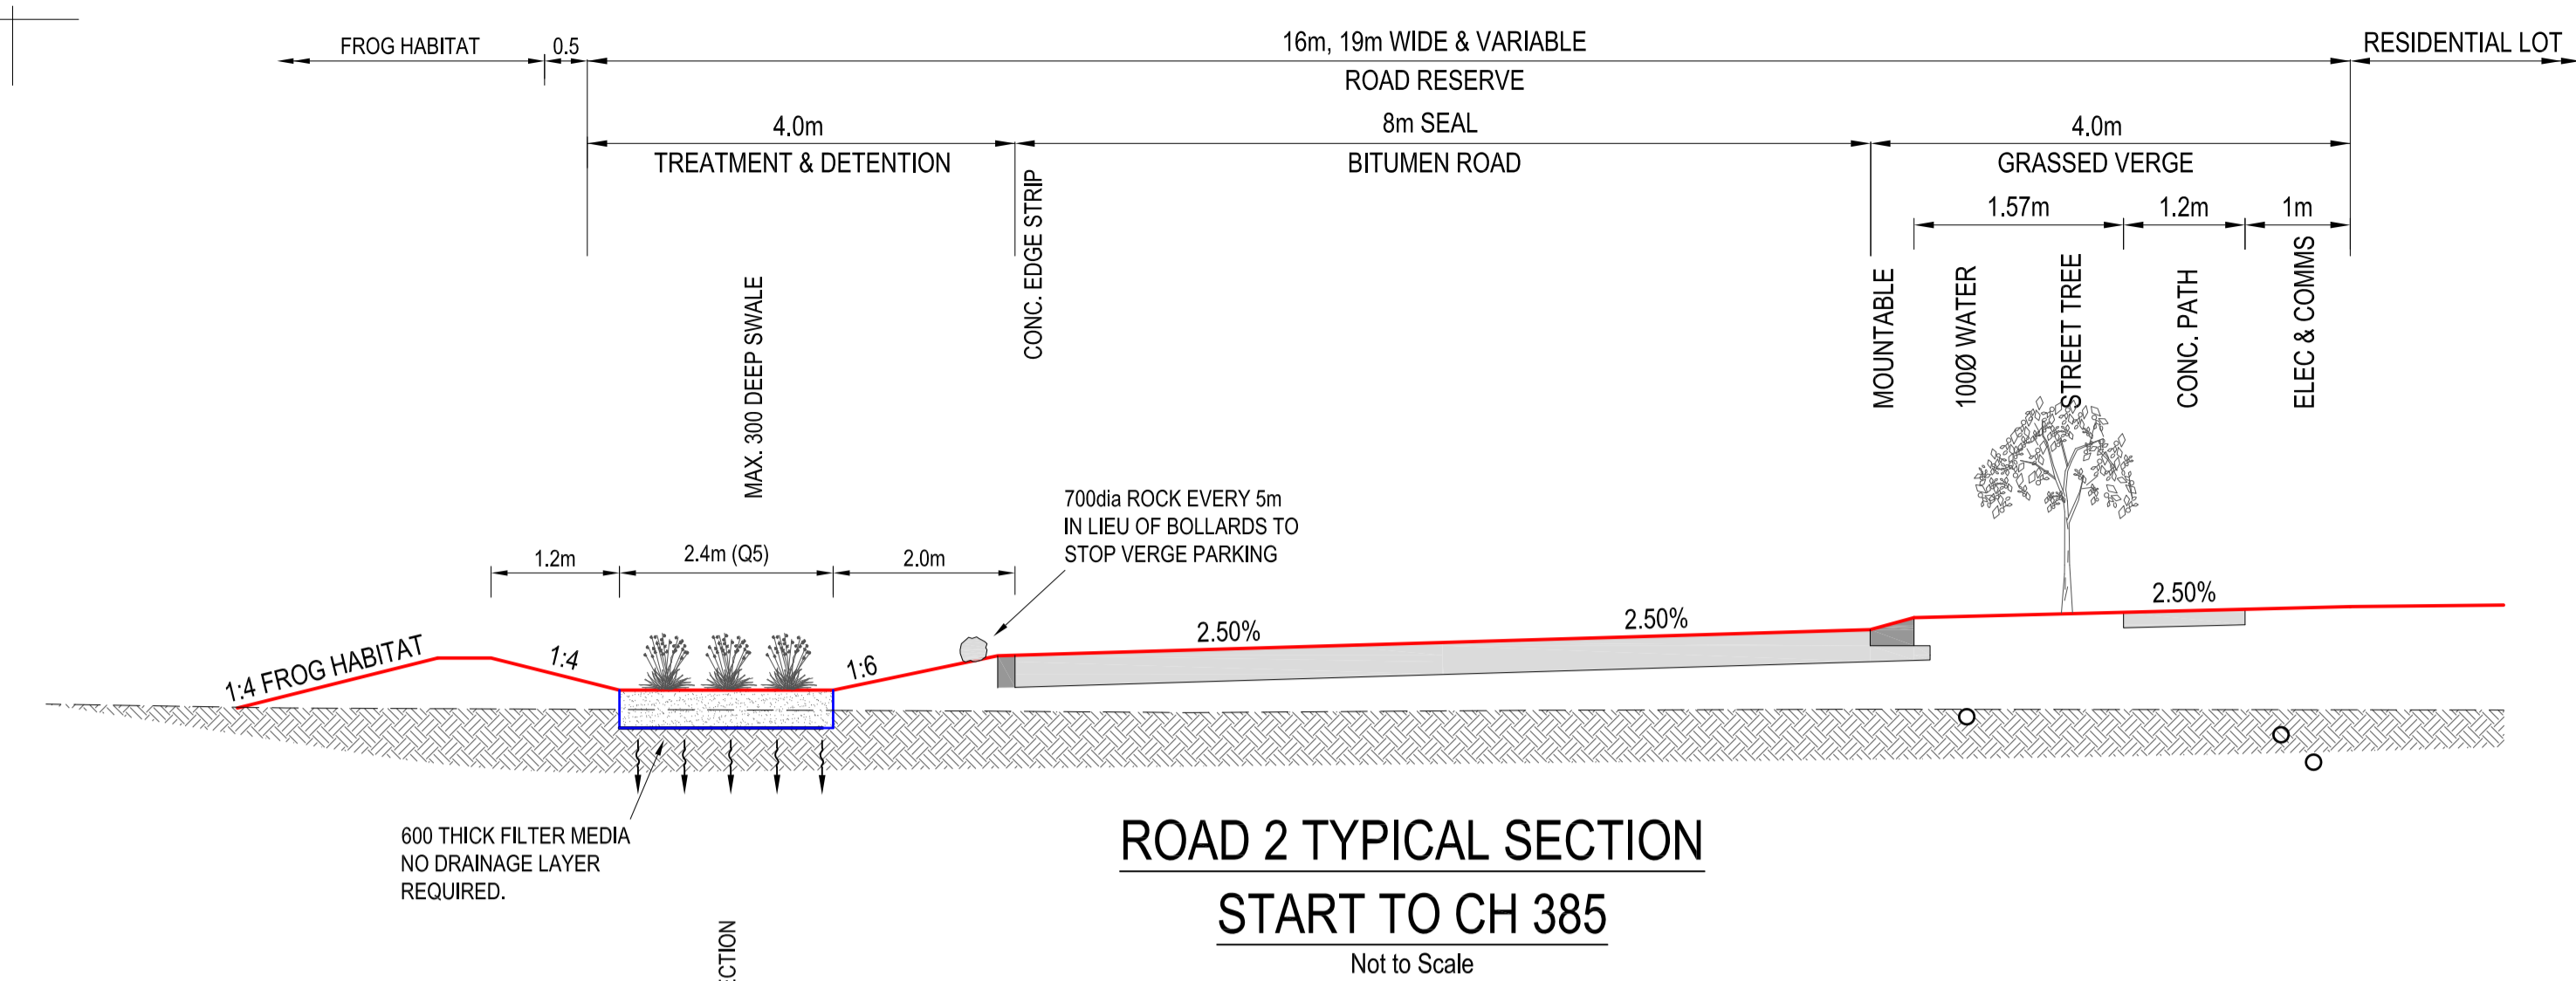 FROG HABITAT
0.5
16m, 19m WIDE & VARIABLE
ROAD RESERVE
RESIDENTIAL LOT
4.0m
TREATMENT & DETENTION
8m SEAL
BITUMEN ROAD
4.0m
GRASSED VERGE
1.57m
1.2m
1m
MAX. 300 DEEP SWALE
CONC. EDGE STRIP
MOUNTABLE
100Ø WATER
STREET TREE
CONC. PATH
ELEC & COMMS
700dia ROCK EVERY 5m
IN LIEU OF BOLLARDS TO
STOP VERGE PARKING
1.2m
2.4m (Q5)
2.0m
1:4 FROG HABITAT
1:4
1:6
2.50%
2.50%
2.50%
600 THICK FILTER MEDIA
NO DRAINAGE LAYER
REQUIRED.
ROAD 2 TYPICAL SECTION
START TO CH 385
Not to Scale
ECTION